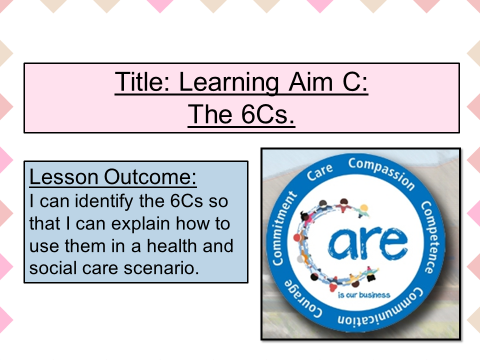 Title: Learning Aim C:
The 6Cs.
Lesson Outcome:
I can identify the 6Cs so
that I can explain how to
use them in a health and
social care scenario.
Care
Compassion
Competence
Communication
Courage
Commitment
Care
is our business